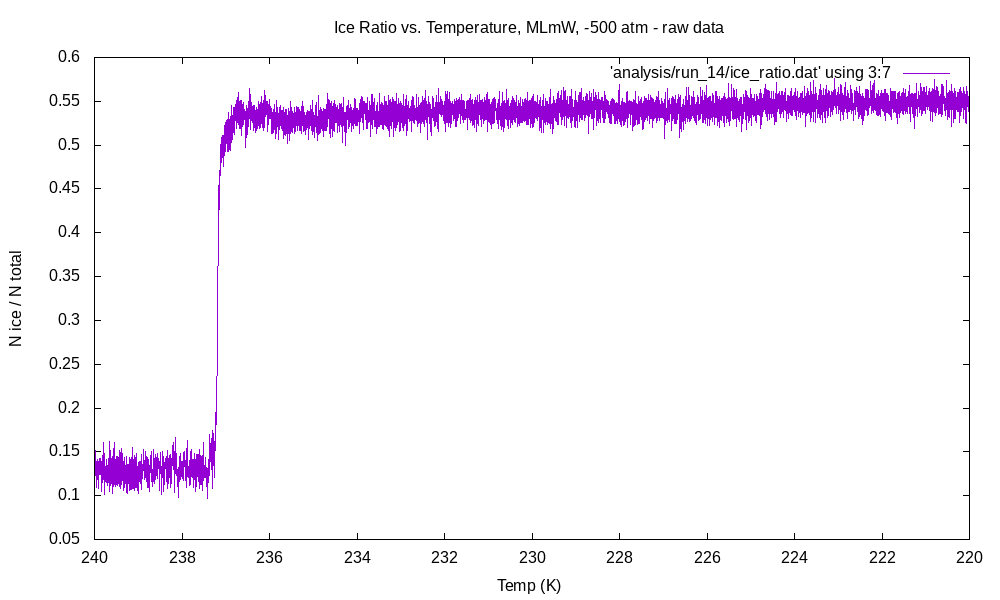 Ice Ratio vs. Temperature, MLmW, -500 atm - raw data
'analysis/run_14/ice_ratio.dat' using 3:7
0.6
0.55
0.5
0.45
0.4
0.35
0.3
0.25
0.2
0.15
0.1
0.05
N ice / N total
240 238 236 234 232 230 228 226 224 222 220
Temp (K)